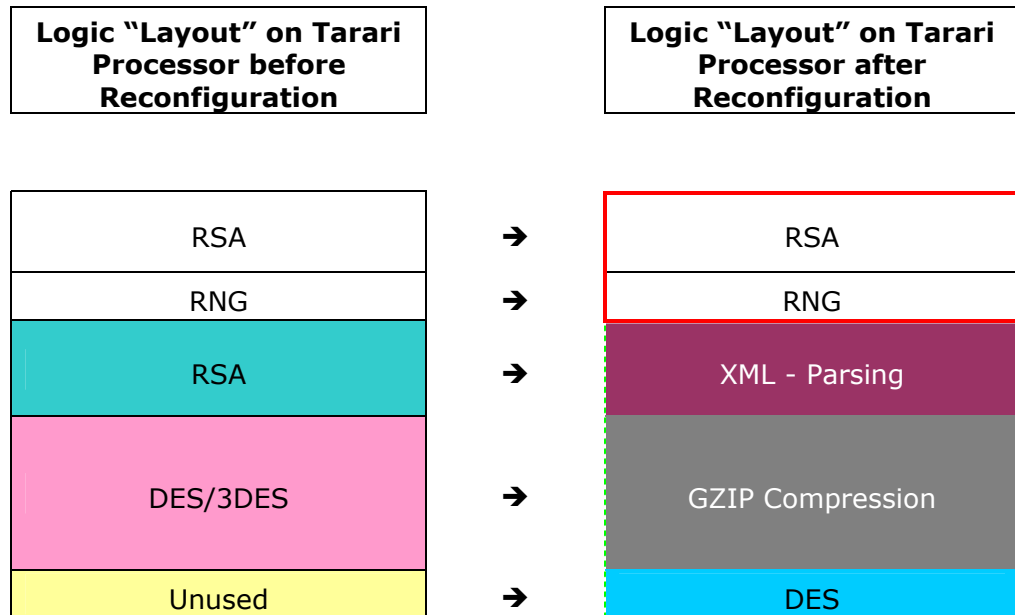 Logic “Layout” on Tarari
Processor before
Reconfiguration
Logic “Layout” on Tarari
Processor after
Reconfiguration
RSA ➔ RSA
RNG ➔ RNG
RSA ➔ XML - Parsing
DES/3DES ➔ GZIP Compression
Unused ➔ DES